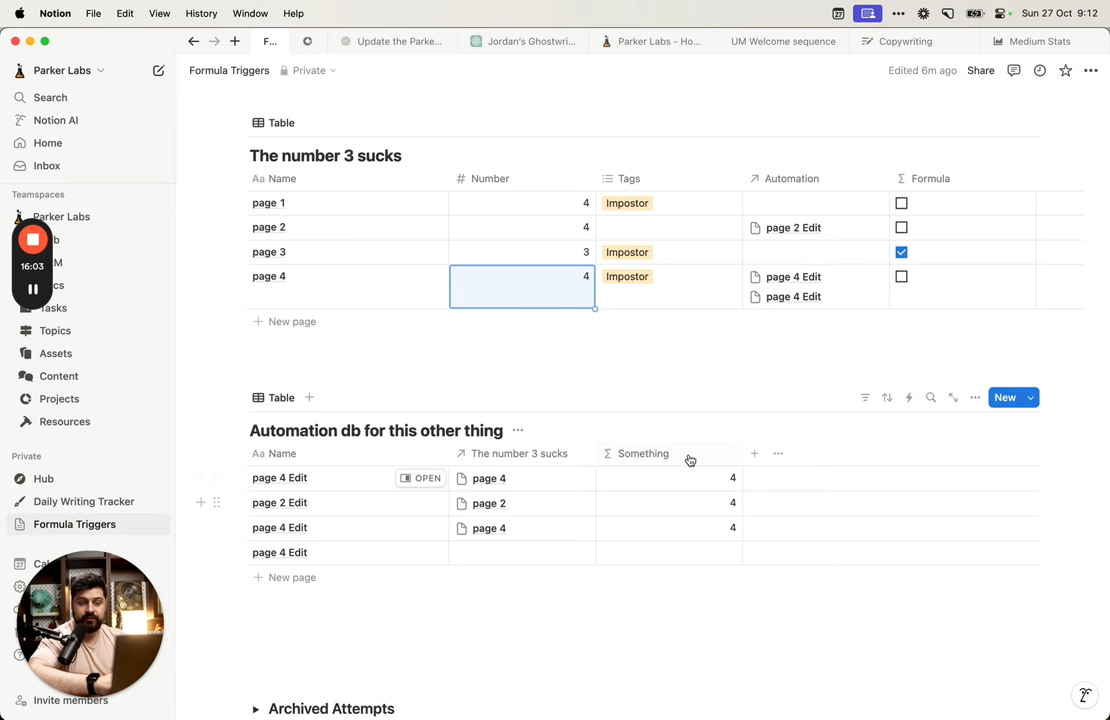 Notion File Edit View History Window Help 27 Sun 27 Oct 9:12
F... Update the Parke... Jordan's Ghostwri... Parker Labs - Ho... UM Welcome sequence Copywriting Medium Stats
Parker Labs
Formula Triggers Private Edited 6m ago Share
Search
Notion AI
Home
Inbox
Teamspaces
Parker Labs
16:03
Tasks
Topics
Assets
Content
Projects
Resources
Private
Hub
Daily Writing Tracker
Formula Triggers
27
Invite members
Table
The number 3 sucks
Aa Name # Number Tags Automation Σ Formula
page 1 4 Impostor
page 2 4 page 2 Edit
page 3 3 Impostor
page 4 4 Impostor page 4 Edit
page 4 Edit
+ New page
Table +
New
Automation db for this other thing ...
Aa Name The number 3 sucks Σ Something + ...
page 4 Edit OPEN page 4 4
page 2 Edit page 2 4
page 4 Edit page 4 4
page 4 Edit
+ New page
Archived Attempts